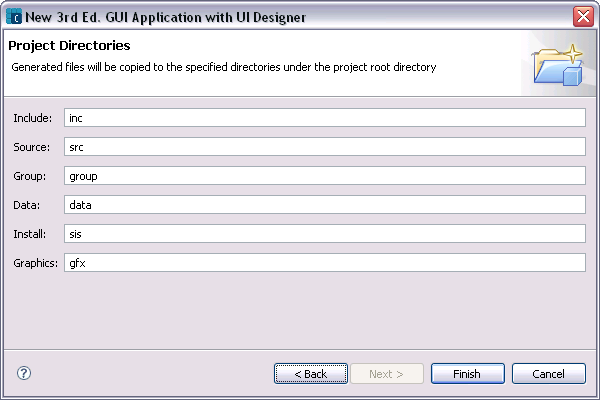 New 3rd Ed. GUI Application with UI Designer
Project Directories
Generated files will be copied to the specified directories under the project root directory
Include: inc
Source: src
Group: group
Data: data
Install: sis
Graphics: gfx
? < Back Next > Finish Cancel